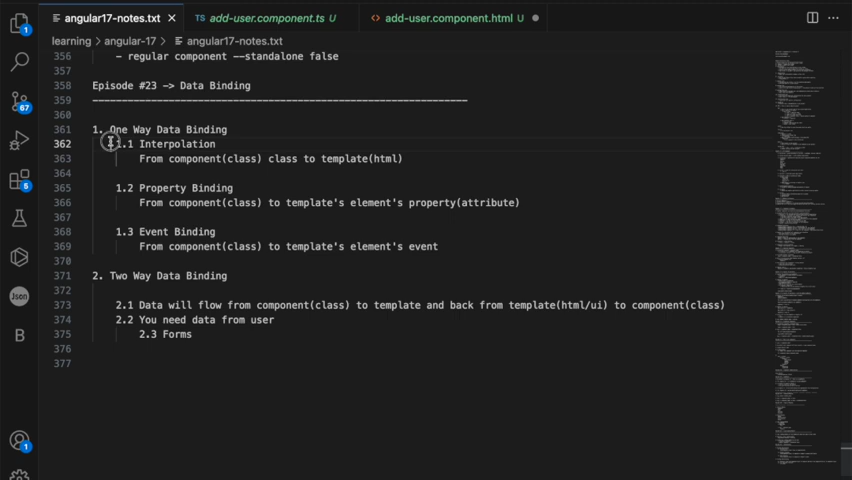 angular17-notes.txt
TS add-user.component.ts U
<> add-user.component.html U
learning > angular-17 > angular17-notes.txt
356 - regular component --standalone false
357
358 Episode #23 -> Data Binding
359 ----------------------------------------------------------------
360
361 1. One Way Data Binding
362 1.1 Interpolation
363 From component(class) class to template(html)
364
365 1.2 Property Binding
366 From component(class) to template's element's property(attribute)
367
368 1.3 Event Binding
369 From component(class) to template's element's event
370
371 2. Two Way Data Binding
372
373 2.1 Data will flow from component(class) to template and back from template(html/ui) to component(class)
374 2.2 You need data from user
375 2.3 Forms
376
377
1
67
5
Json
B
1